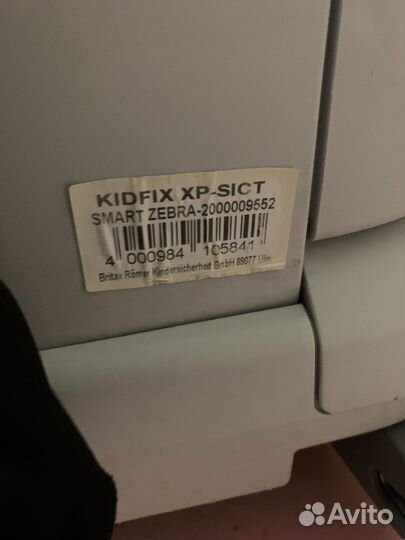 KIDFIX XP-SICT
SMART ZEBRA-2000009552
4 000984 105841
Britax Römer Kindersicherheit GmbH 89077 Ulm
Avito